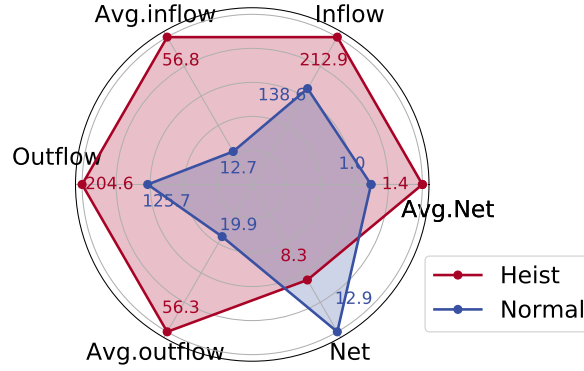 Avg.inflow Inflow
56.8 212.9
138.6
Outflow 12.7 1.0
204.6 125.7 1.4 Avg.Net
19.9
8.3
56.3 12.9
Avg.outflow Net
Heist
Normal